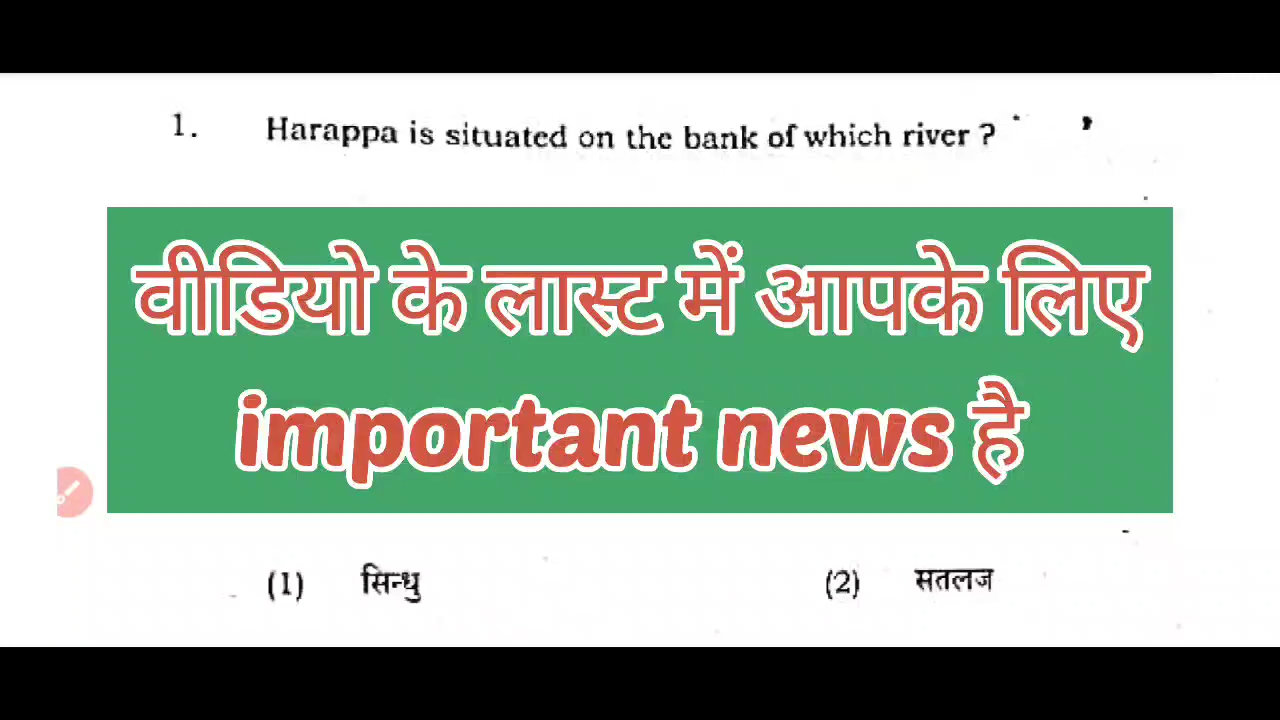 1. Harappa is situated on the bank of which river ?
वीडियो के लास्ट में आपके लिए
important news है
(1) सिन्धु (2) सतलज